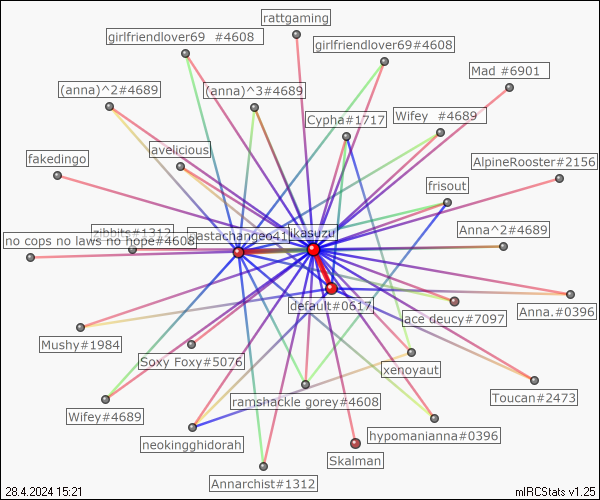 rattgaming
girlfriendlover69 #4608
girlfriendlover69#4608
Mad #6901
(anna)^2#4689
(anna)^3#4689
Cypha#1717
Wifey #4689
fakedingo
avelicious
AlpineRooster#2156
frisout
zibbits#1312
no cops no laws no hope#4608
ikasuzu
Anna^2#4689
default#0617
ace deucy#7097
Anna.#0396
Mushy#1984
Soxy Foxy#5076
xenoyaut
Toucan#2473
ramshackle gorey#4608
Wifey#4689
neokingghidorah
hypomanianna#0396
Skalman
Annarchist#1312
28.4.2024 15:21
mIRCStats v1.25